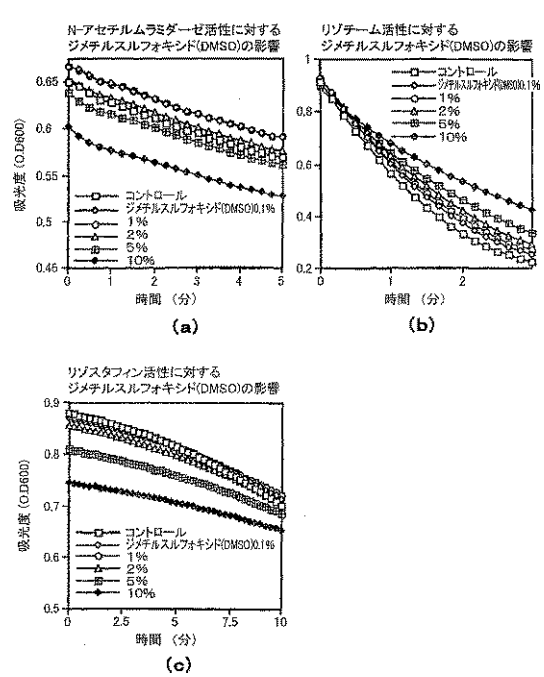 N-アセチルムラミダーゼ活性に対する
ジメチルスルフォキシド(DMSO)の影響
吸光度 (O.D600)
0.65
0.6
0.55
0.5
0.45
コントロール
ジメチルスルフォキシド(DMSO)0.1%
1%
2%
5%
10%
0
1
2
3
4
5
時間 (分)
(a)
リゾチーム活性に対する
ジメチルスルフォキシド(DMSO)の影響
1
0.8
0.6
0.4
0.2
コントロール
ジメチルスルフォキシド(DMSO)0.1%
1%
2%
5%
10%
0
2
時間 (分)
(b)
リゾスタフィン活性に対する
ジメチルスルフォキシド(DMSO)の影響
吸光度 (O.D600)
0.9
0.8
0.7
0.6
0.5
コントロール
ジメチルスルフォキシド(DMSO)0.1%
1%
2%
5%
10%
0
2.5
5
7.5
10
時間 (分)
(c)